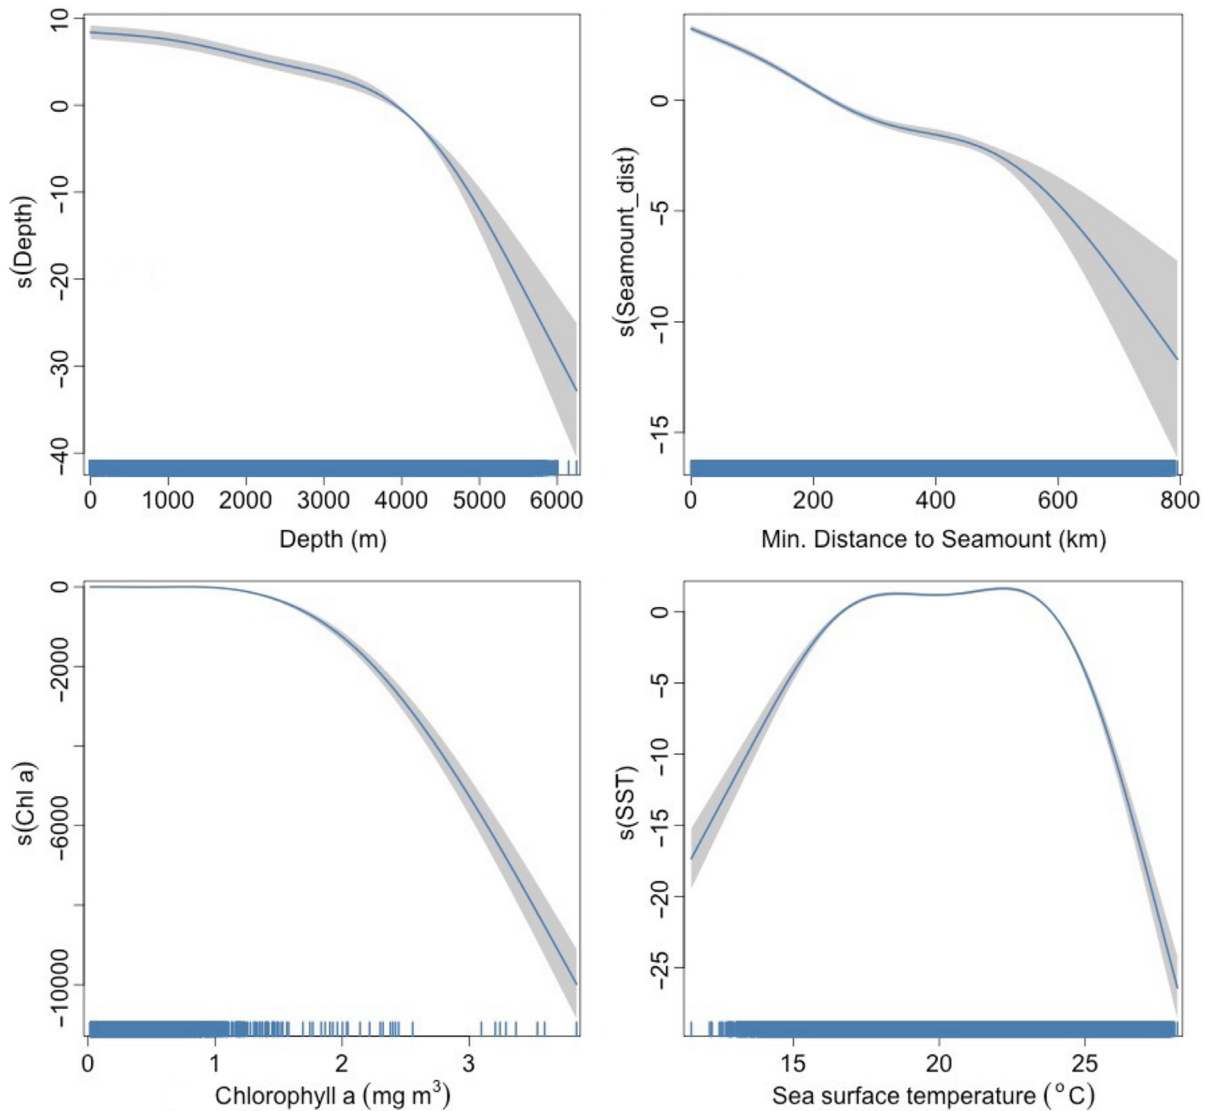 s(Depth)
10
0
−10
−20
−30
−40
0 1000 2000 3000 4000 5000 6000
Depth (m)
s(Seamount_dist)
0
−5
−10
−15
0 200 400 600 800
Min. Distance to Seamount (km)
s(Chl a)
0
−2000
−6000
−10000
0 1 2 3
Chlorophyll a (mg m³)
s(SST)
0
−5
−10
−15
−20
−25
15 20 25
Sea surface temperature (°C)